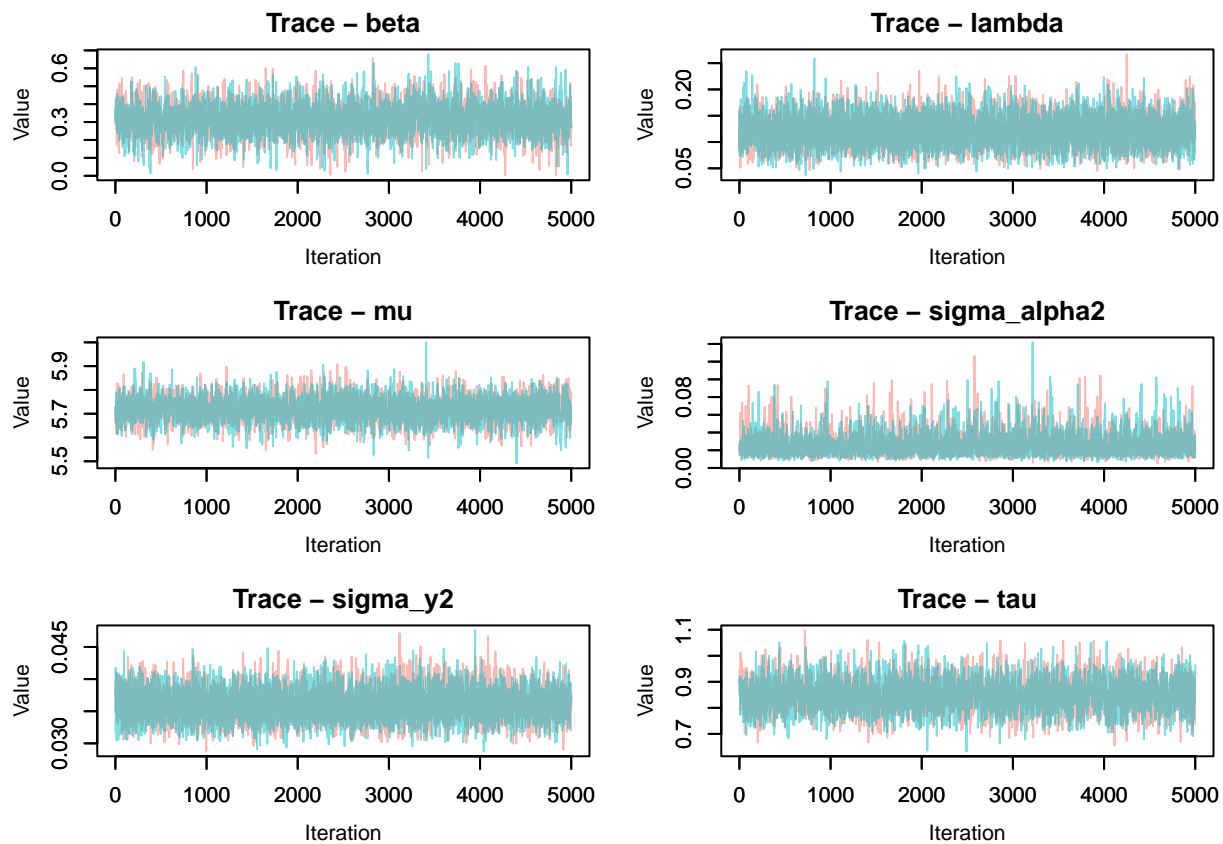 Trace – beta
Value
0.0 0.3 0.6
0 1000 2000 3000 4000 5000
Iteration
Trace – lambda
Value
0.05 0.20
0 1000 2000 3000 4000 5000
Iteration
Trace – mu
Value
5.5 5.7 5.9
0 1000 2000 3000 4000 5000
Iteration
Trace – sigma_alpha2
Value
0.00 0.08
0 1000 2000 3000 4000 5000
Iteration
Trace – sigma_y2
Value
0.030 0.045
0 1000 2000 3000 4000 5000
Iteration
Trace – tau
Value
0.7 0.9 1.1
0 1000 2000 3000 4000 5000
Iteration